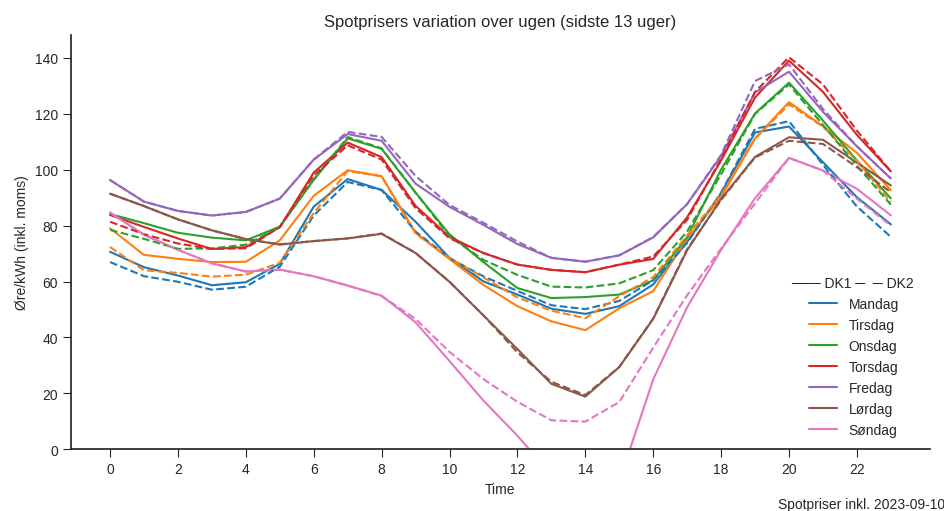 Spotprisers variation over ugen (sidste 13 uger)
140
120
100
80
60
40
20
0
Øre/kWh (inkl. moms)
DK1 DK2
Mandag
Tirsdag
Onsdag
Torsdag
Fredag
Lørdag
Søndag
0 2 4 6 8 10 12 14 16 18 20 22
Time
Spotpriser inkl. 2023-09-10